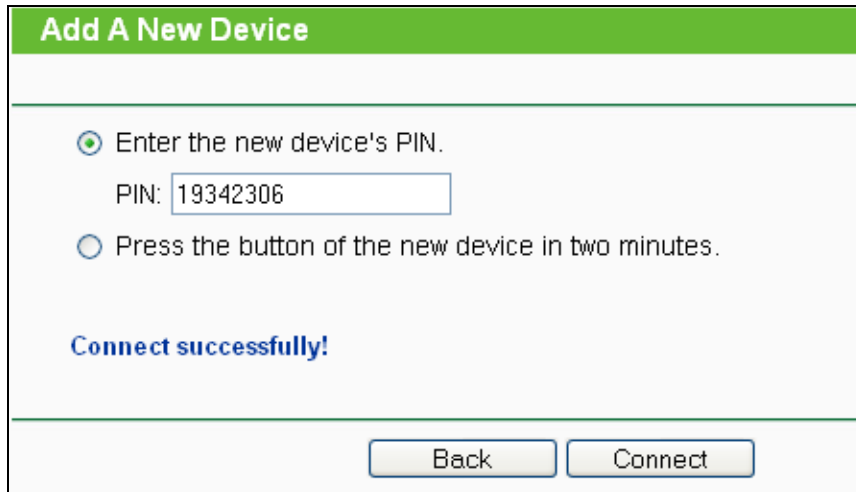 Add A New Device
Enter the new device's PIN.
PIN: 19342306
Press the button of the new device in two minutes.
Connect successfully!
Back Connect